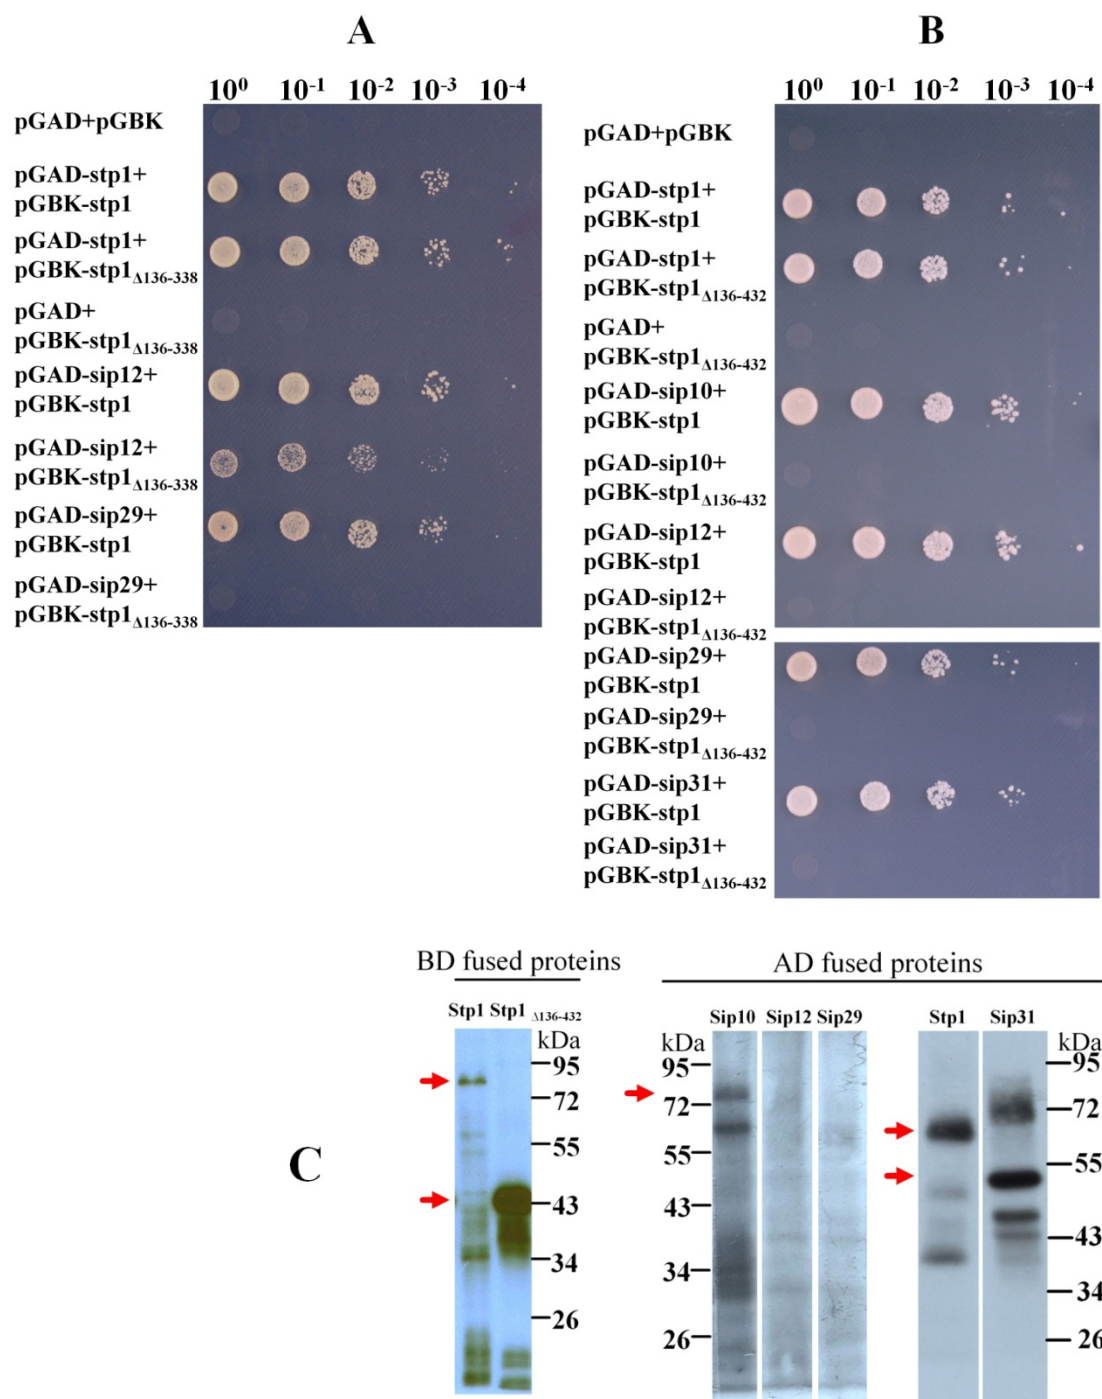 A
10⁰ 10⁻¹ 10⁻² 10⁻³ 10⁻⁴
pGAD+pGBK
pGAD-stp1+
pGBK-stp1
pGAD-stp1+
pGBK-stp1Δ136-338
pGAD+
pGBK-stp1Δ136-338
pGAD-sip12+
pGBK-stp1
pGAD-sip12+
pGBK-stp1Δ136-338
pGAD-sip29+
pGBK-stp1
pGAD-sip29+
pGBK-stp1Δ136-338
B
10⁰ 10⁻¹ 10⁻² 10⁻³ 10⁻⁴
pGAD+pGBK
pGAD-stp1+
pGBK-stp1
pGAD-stp1+
pGBK-stp1Δ136-432
pGAD+
pGBK-stp1Δ136-432
pGAD-sip10+
pGBK-stp1
pGAD-sip10+
pGBK-stp1Δ136-432
pGAD-sip12+
pGBK-stp1
pGAD-sip12+
pGBK-stp1Δ136-432
pGAD-sip29+
pGBK-stp1
pGAD-sip29+
pGBK-stp1Δ136-432
pGAD-sip31+
pGBK-stp1
pGAD-sip31+
pGBK-stp1Δ136-432
C
BD fused proteins
Stp1 Stp1 Δ136-432
kDa
95
72
55
43
34
26
AD fused proteins
Sip10 Sip12 Sip29 Stp1 Sip31
kDa
95
72
55
43
34
26
kDa
95
72
55
43
34
26